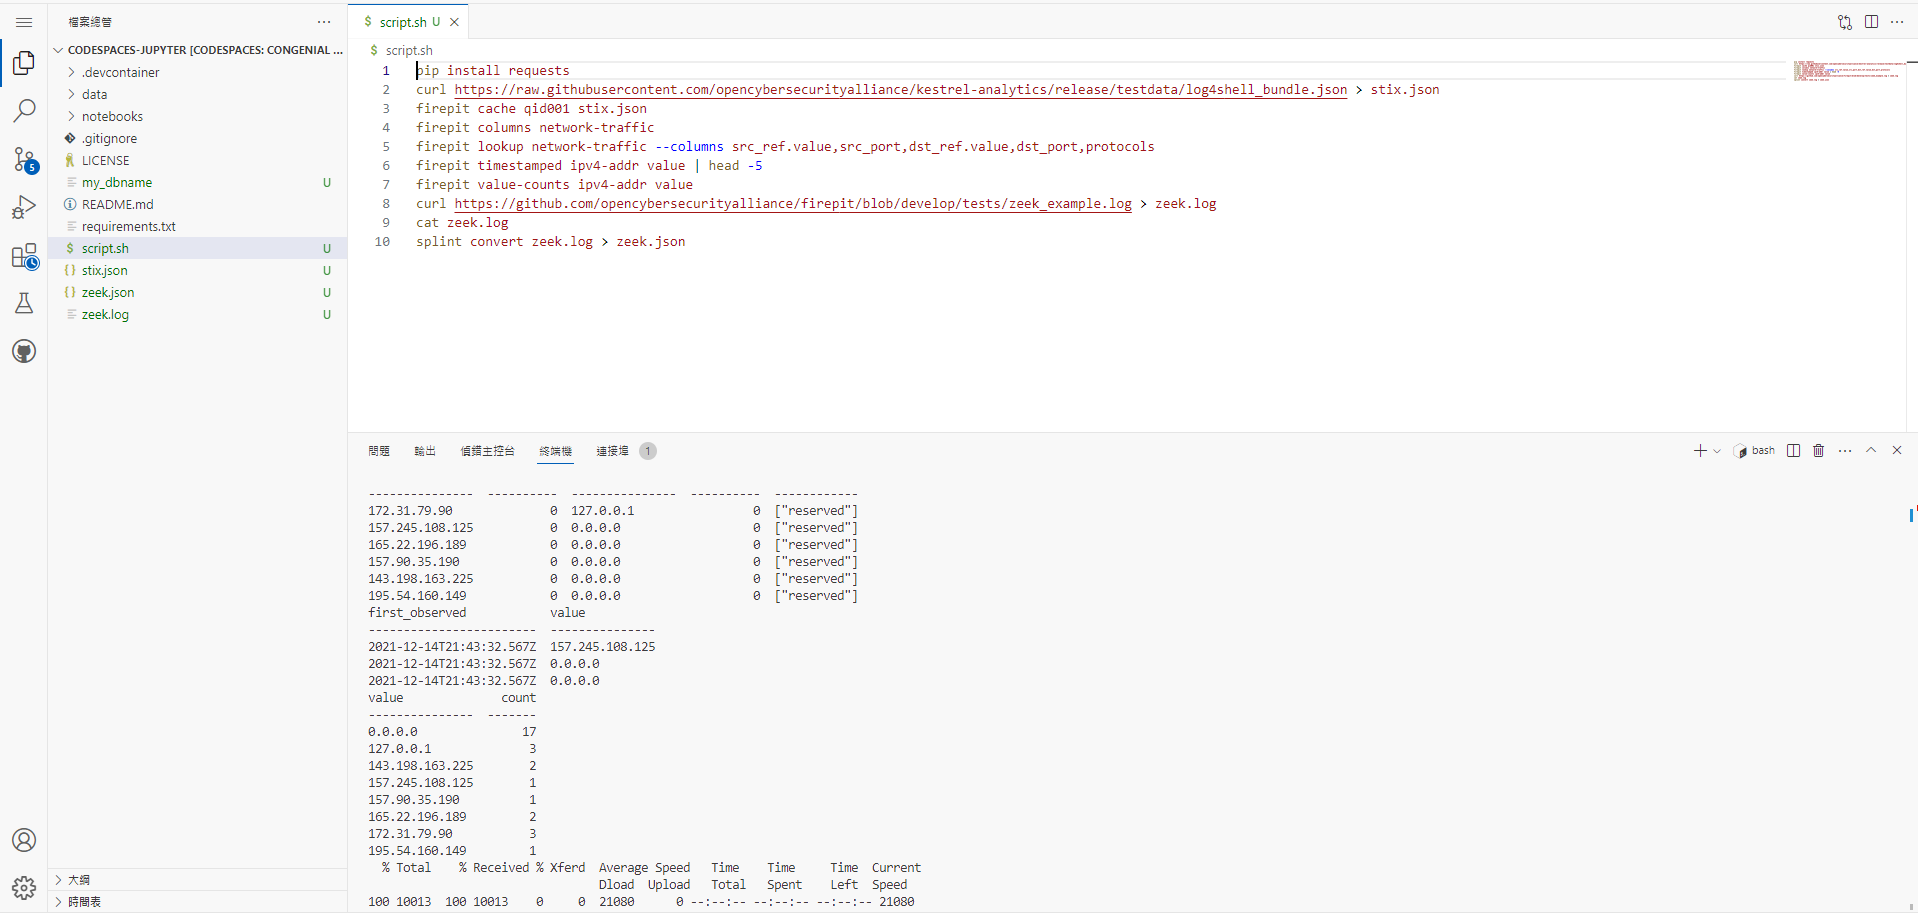 檔案總管
CODESPACES-JUPYTER [CODESPACES: CONGENIAL ...
.devcontainer
data
notebooks
.gitignore
LICENSE
my_dbname U
README.md
requirements.txt
script.sh U
stix.json U
zeek.json U
zeek.log U
5
大綱
時間表
$ script.sh U
$ script.sh
1 pip install requests
2 curl https://raw.githubusercontent.com/opencybersecurityalliance/kestrel-analytics/release/testdata/log4shell_bundle.json > stix.json
3 firepit cache qid001 stix.json
4 firepit columns network-traffic
5 firepit lookup network-traffic --columns src_ref.value,src_port,dst_ref.value,dst_port,protocols
6 firepit timestamped ipv4-addr value | head -5
7 firepit value-counts ipv4-addr value
8 curl https://github.com/opencybersecurityalliance/firepit/blob/develop/tests/zeek_example.log > zeek.log
9 cat zeek.log
10 splint convert zeek.log > zeek.json
問題 輸出 偵錯主控台 終端機 連接埠 1
bash
--------------- ---------- --------------- ---------- ------------
172.31.79.90 0 127.0.0.1 0 ["reserved"]
157.245.108.125 0 0.0.0.0 0 ["reserved"]
165.22.196.189 0 0.0.0.0 0 ["reserved"]
157.90.35.190 0 0.0.0.0 0 ["reserved"]
143.198.163.225 0 0.0.0.0 0 ["reserved"]
195.54.160.149 0 0.0.0.0 0 ["reserved"]
first_observed value
------------------------ ---------------
2021-12-14T21:43:32.567Z 157.245.108.125
2021-12-14T21:43:32.567Z 0.0.0.0
2021-12-14T21:43:32.567Z 0.0.0.0
value count
--------------- -------
0.0.0.0 17
127.0.0.1 3
143.198.163.225 2
157.245.108.125 1
157.90.35.190 1
165.22.196.189 2
172.31.79.90 3
195.54.160.149 1
% Total % Received % Xferd Average Speed Time Time Time Current
Dload Upload Total Spent Left Speed
100 10013 100 10013 0 0 21080 0 --:--:-- --:--:-- --:--:-- 21080